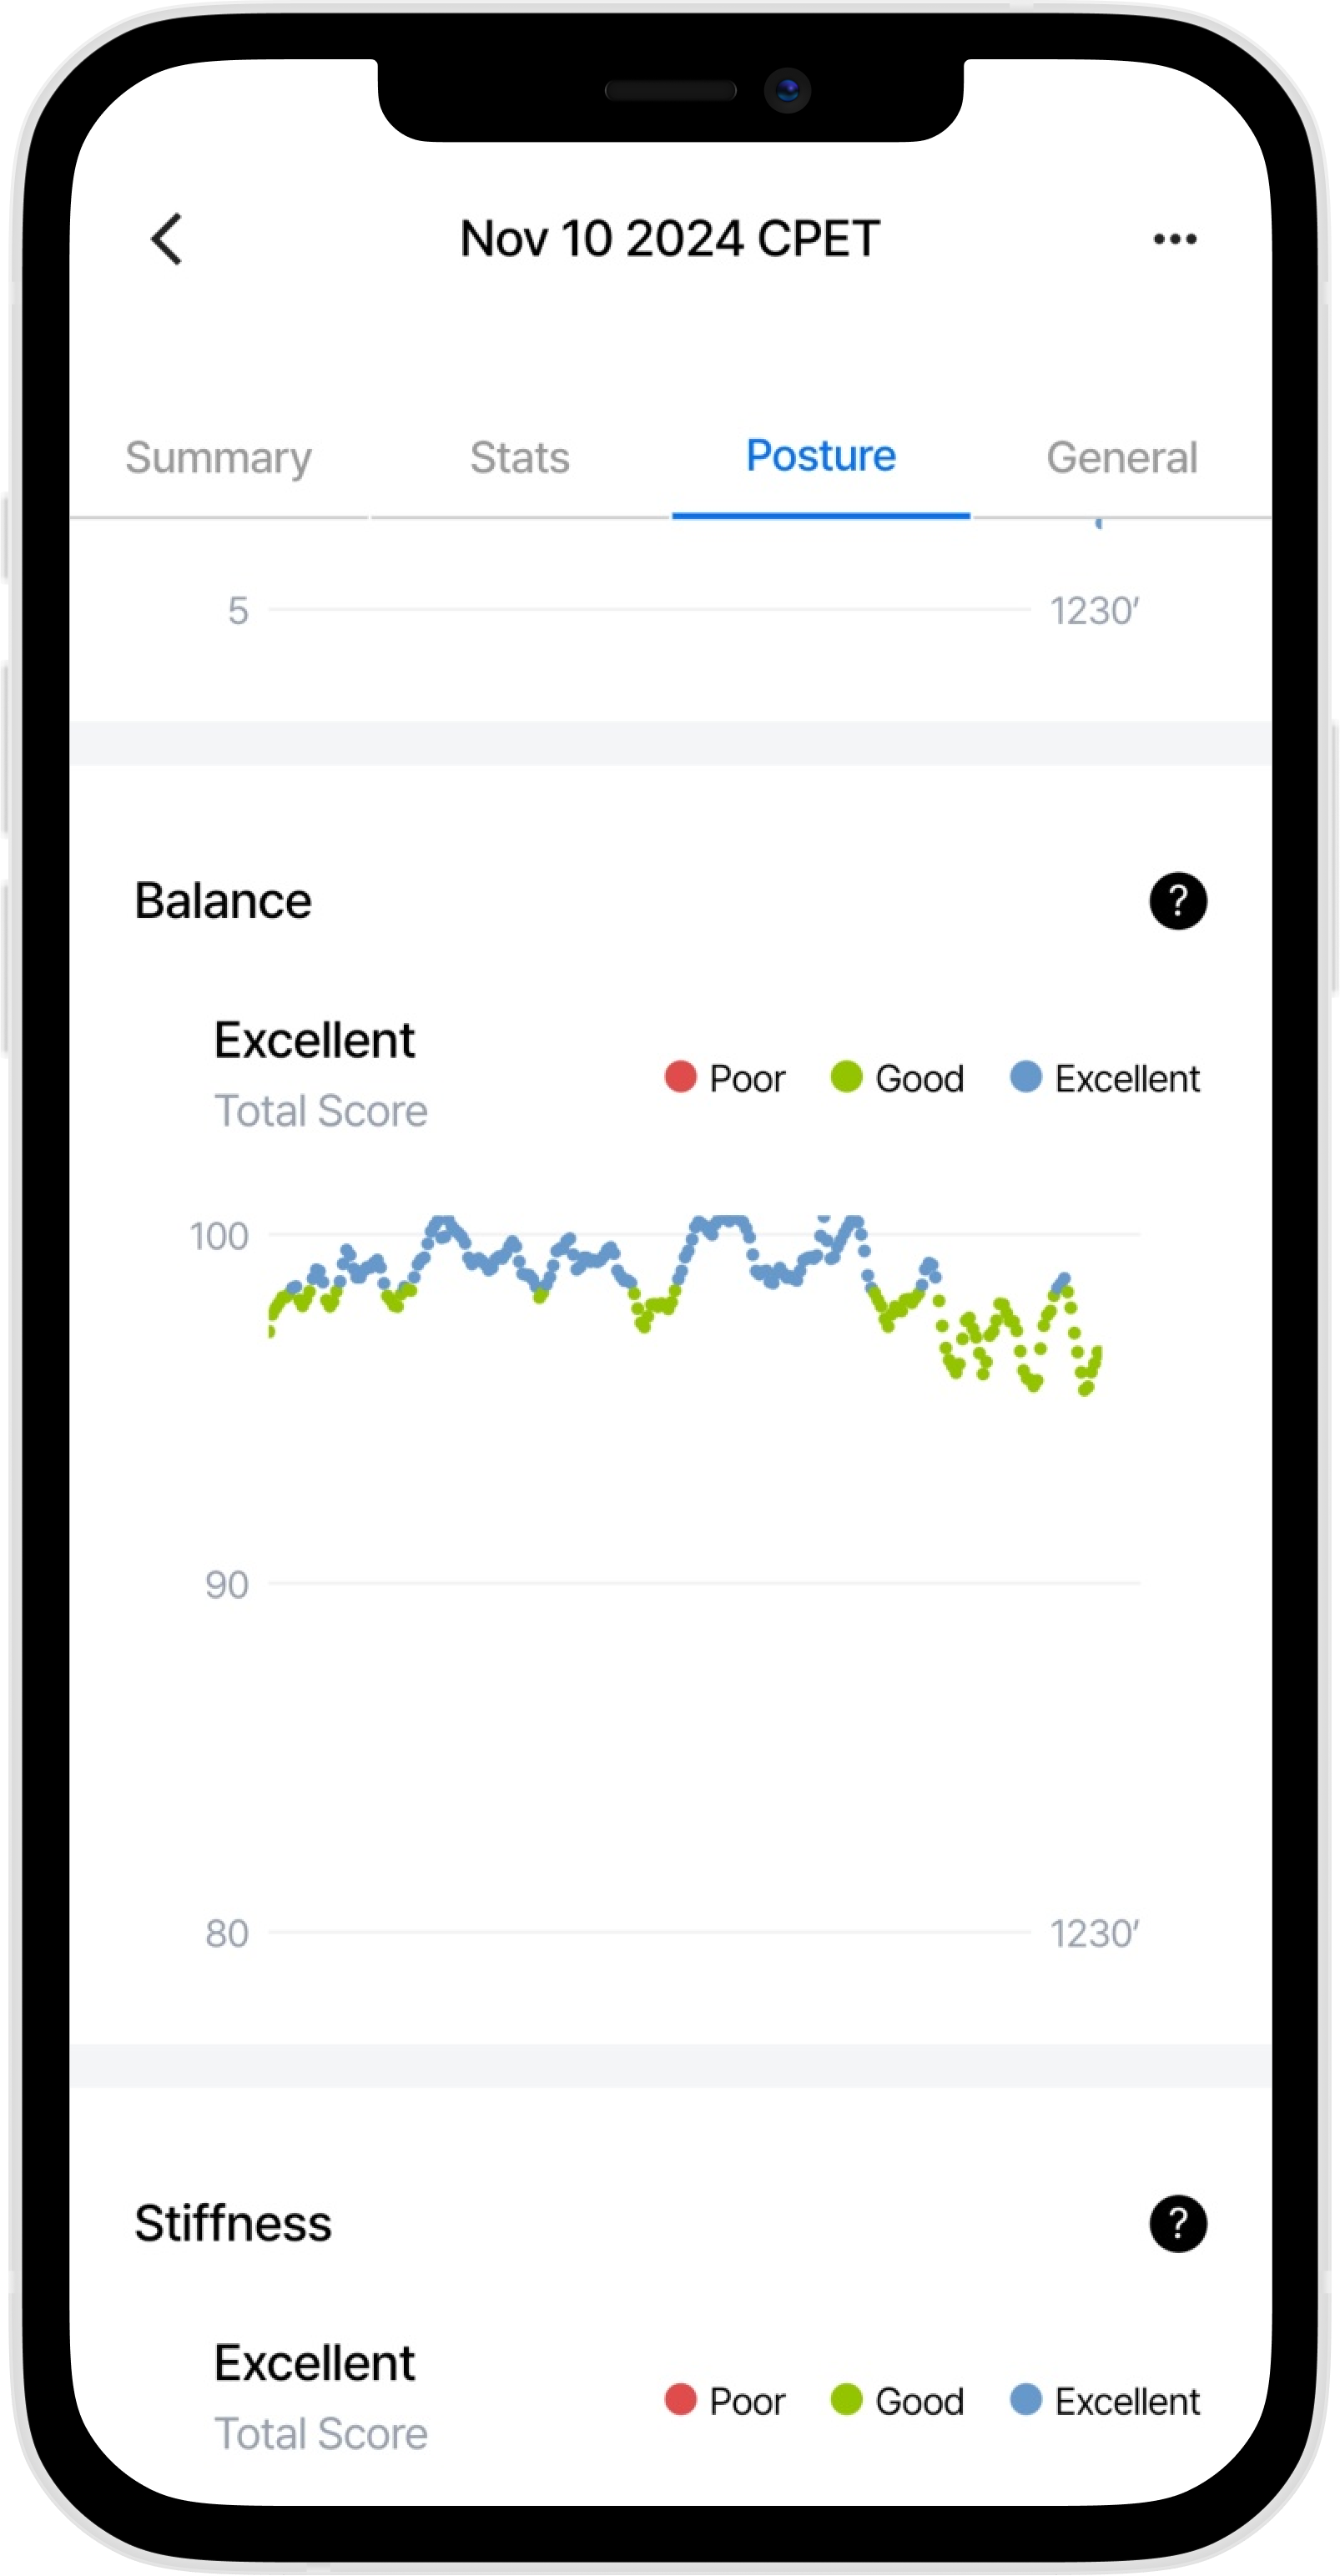 Nov 10 2024 CPET
Summary Stats Posture General
5 1230′
Balance ?
Excellent
Total Score
Poor Good Excellent
100
90
80 1230′
Stiffness ?
Excellent
Total Score
Poor Good Excellent